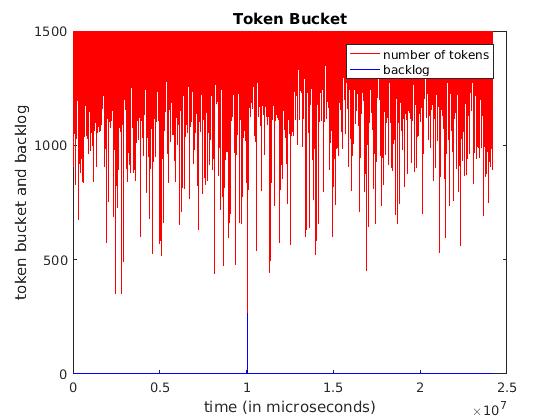 Token Bucket
number of tokens
backlog
token bucket and backlog
1500
1000
500
0
0 0.5 1 1.5 2 2.5
time (in microseconds)
×10^7